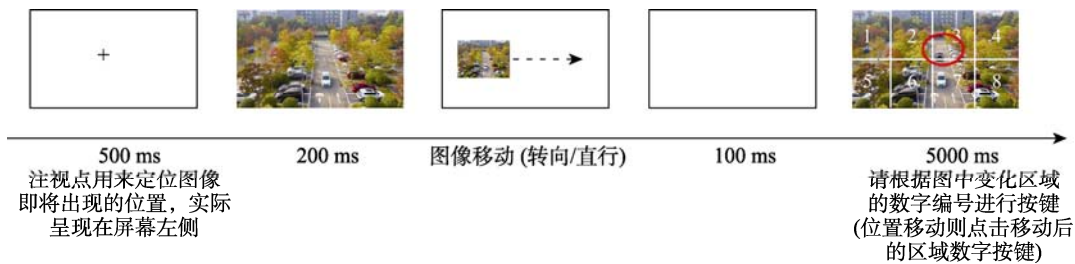 1 2 3 4
5 6 7 8
500 ms
200 ms
图像移动 (转向/直行)
100 ms
5000 ms
注视点用来定位图像
即将出现的位置，实际
呈现在屏幕左侧
请根据图中变化区域
的数字编号进行按键
(位置移动则点击移动后
的区域数字按键)